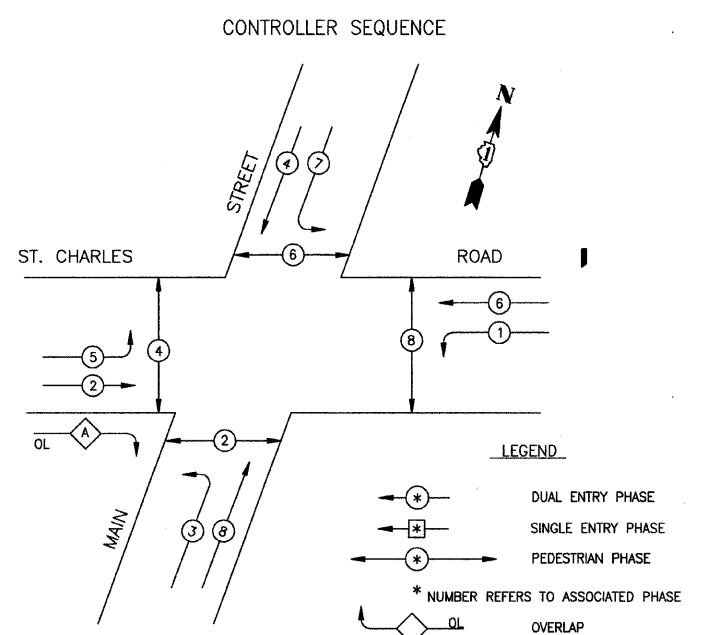 CONTROLLER SEQUENCE
N
1
STREET
4 7
6
ST. CHARLES
ROAD
6
1
5
4
8
2
A
OL
2
LEGEND
MAIN
3 8
* DUAL ENTRY PHASE
* SINGLE ENTRY PHASE
* PEDESTRIAN PHASE
* NUMBER REFERS TO ASSOCIATED PHASE
OL OVERLAP